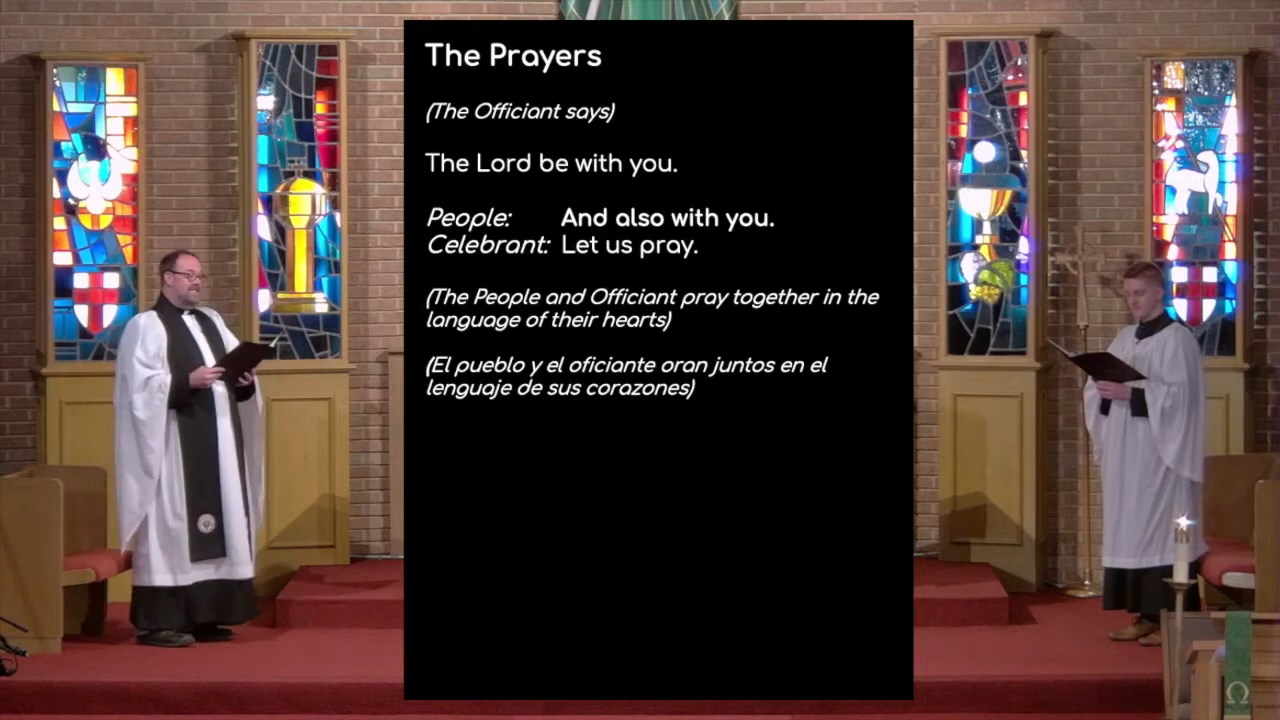 The Prayers
(The Officiant says)
The Lord be with you.
People: And also with you.
Celebrant: Let us pray.
(The People and Officiant pray together in the
language of their hearts)
(El pueblo y el oficiante oran juntos en el
lenguaje de sus corazones)
Ω